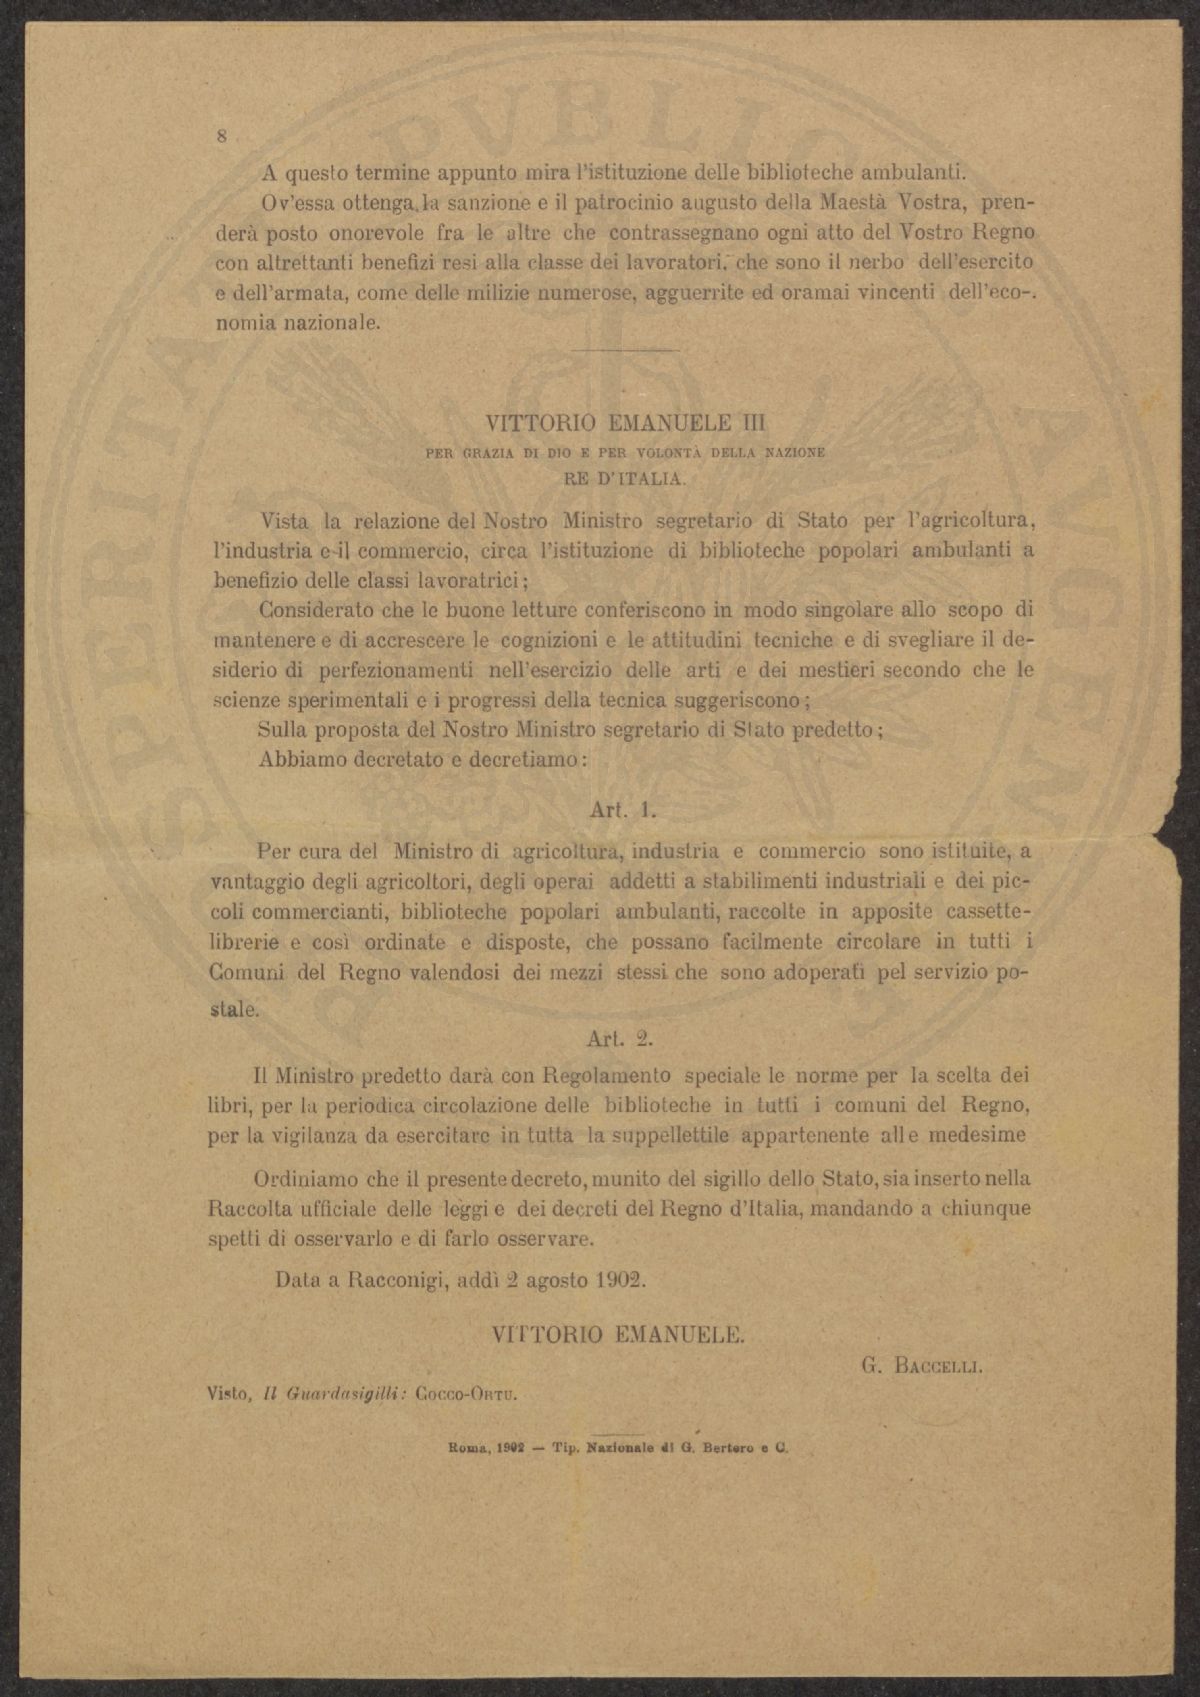 8
A questo termine appunto mira l'istituzione delle biblioteche ambulanti.
Ov'essa ottenga la sanzione e il patrocinio augusto della Maestà Vostra, pren-
derà posto onorevole fra le altre che contrassegnano ogni atto del Vostro Regno
con altrettanti benefizi resi alla classe dei lavoratori, che sono il nerbo dell'esercito
e dell'armata, come delle milizie numerose, agguerrite ed oramai vincenti dell'eco-
nomia nazionale.
VITTORIO EMANUELE III
PER GRAZIA DI DIO E PER VOLONTÀ DELLA NAZIONE
RE D'ITALIA.
Vista la relazione del Nostro Ministro segretario di Stato per l'agricoltura,
l'industria e il commercio, circa l'istituzione di biblioteche popolari ambulanti a
benefizio delle classi lavoratrici;
Considerato che le buone letture conferiscono in modo singolare allo scopo di
mantenere e di accrescere le cognizioni e le attitudini tecniche e di svegliare il de-
siderio di perfezionamenti nell'esercizio delle arti e dei mestieri secondo che le
scienze sperimentali e i progressi della tecnica suggeriscono;
Sulla proposta del Nostro Ministro segretario di Stato predetto;
Abbiamo decretato e decretiamo:
Art. 1.
Per cura del Ministro di agricoltura, industria e commercio sono istituite, a
vantaggio degli agricoltori, degli operai addetti a stabilimenti industriali e dei pic-
coli commercianti, biblioteche popolari ambulanti, raccolte in apposite cassette-
librerie e così ordinate e disposte, che possano facilmente circolare in tutti i
Comuni del Regno valendosi dei mezzi stessi che sono adoperati pel servizio po-
stale.
Art. 2.
Il Ministro predetto darà con Regolamento speciale le norme per la scelta dei
libri, per la periodica circolazione delle biblioteche in tutti i comuni del Regno,
per la vigilanza da esercitare in tutta la suppellettile appartenente alle medesime
Ordiniamo che il presente decreto, munito del sigillo dello Stato, sia inserto nella
Raccolta ufficiale delle leggi e dei decreti del Regno d'Italia, mandando a chiunque
spetti di osservarlo e di farlo osservare.
Data a Racconigi, addì 2 agosto 1902.
VITTORIO EMANUELE.
G. BACCELLI.
Visto, Il Guardasigilli: COCCO-ORTU.
Roma, 1902 — Tip. Nazionale di G. Bertero e C.